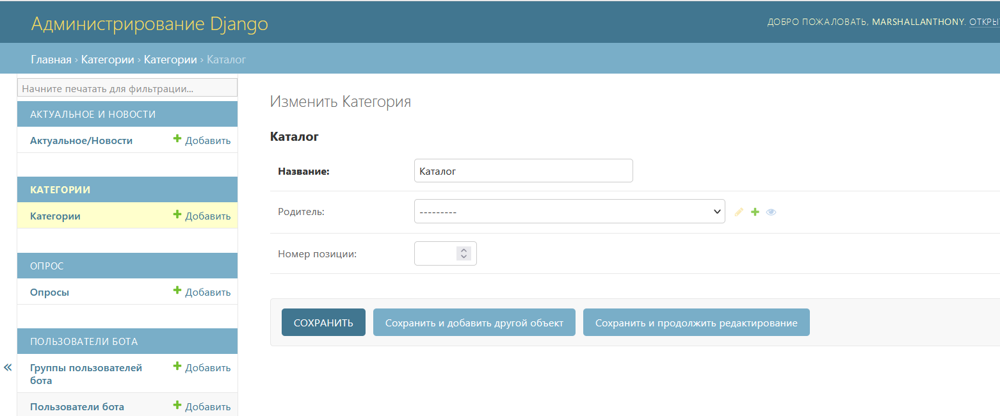 Администрирование Django
ДОБРО ПОЖАЛОВАТЬ, MARSHALLANTHONY.
Главная › Категории › Категории › Каталог
Начните печатать для фильтрации...
АКТУАЛЬНОЕ И НОВОСТИ
Актуальное/Новости
Добавить
КАТЕГОРИИ
Категории
Добавить
ОПРОС
Опросы
Добавить
ПОЛЬЗОВАТЕЛИ БОТА
Группы пользователей
бота
Добавить
Пользователи бота
Добавить
«
Изменить Категория
Каталог
Название:
Каталог
Родитель:
---------
Номер позиции:
СОХРАНИТЬ
Сохранить и добавить другой объект
Сохранить и продолжить редактирование